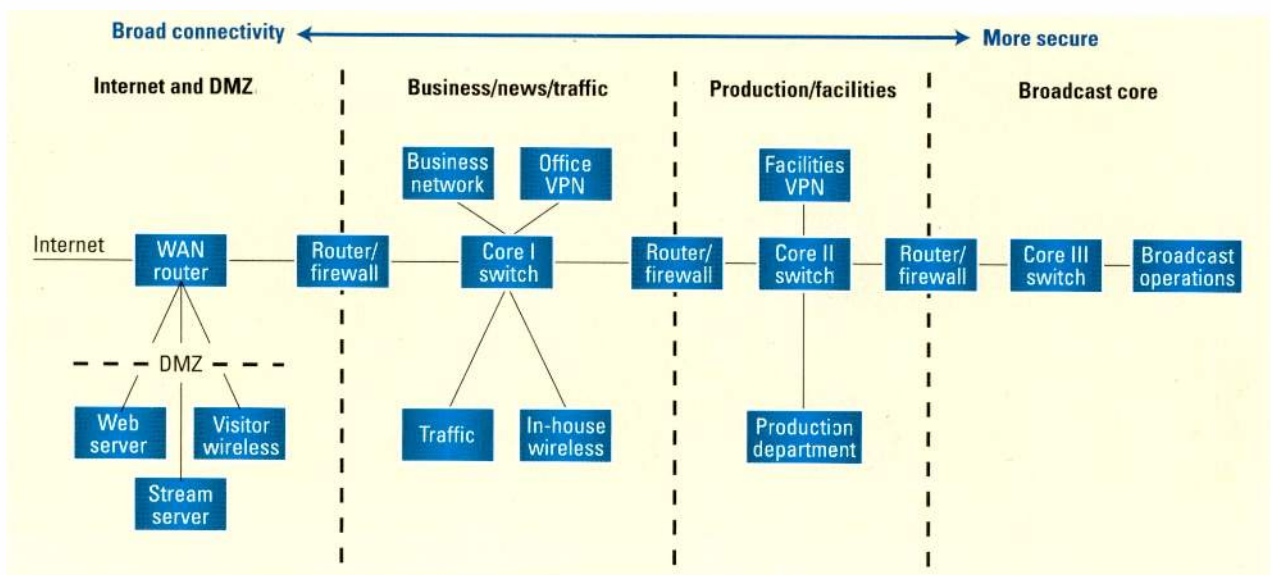 Broad connectivity
More secure
Internet and DMZ
Business/news/traffic
Production/facilities
Broadcast core
Business
network
Office
VPN
Facilities
VPN
Internet
WAN
router
Router/
firewall
Core I
switch
Router/
firewall
Core II
switch
Router/
firewall
Core III
switch
Broadcast
operations
DMZ
Web
server
Visitor
wireless
Stream
server
Traffic
In-house
wireless
Production
department